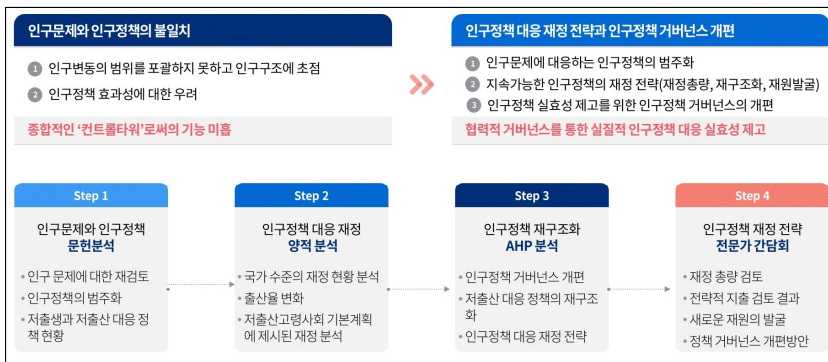 인구문제와 인구정책의 불일치
1 인구변동의 범위를 포괄하지 못하고 인구구조에 초점
2 인구정책 효과성에 대한 우려
종합적인 ‘컨트롤타워’로써의 기능 미흡
인구정책 대응 재정 전략과 인구정책 거버넌스 개편
1 인구문제에 대응하는 인구정책의 범주화
2 지속가능한 인구정책의 재정 전략(재정총량, 재구조화, 재원발굴)
3 인구정책 실효성 제고를 위한 인구정책 거버넌스의 개편
협력적 거버넌스를 통한 실질적 인구정책 대응 실효성 제고
Step 1
인구문제와 인구정책
문헌분석
• 인구 문제에 대한 재검토
• 인구정책의 범주화
• 저출생과 저출산 대응 정
책 현황
Step 2
인구정책 대응 재정
양적 분석
• 국가 수준의 재정 현황 분석
• 출산율 변화
• 저출산고령사회 기본계획
에 제시된 재정 분석
Step 3
인구정책 재구조화
AHP 분석
• 인구정책 거버넌스 개편
• 저출산 대응 정책의 재구조
화
• 인구정책 대응 재정 전략
Step 4
인구정책 재정 전략
전문가 간담회
• 재정 총량 검토
• 전략적 지출 검토 결과
• 새로운 재원의 발굴
• 정책 거버넌스 개편방안